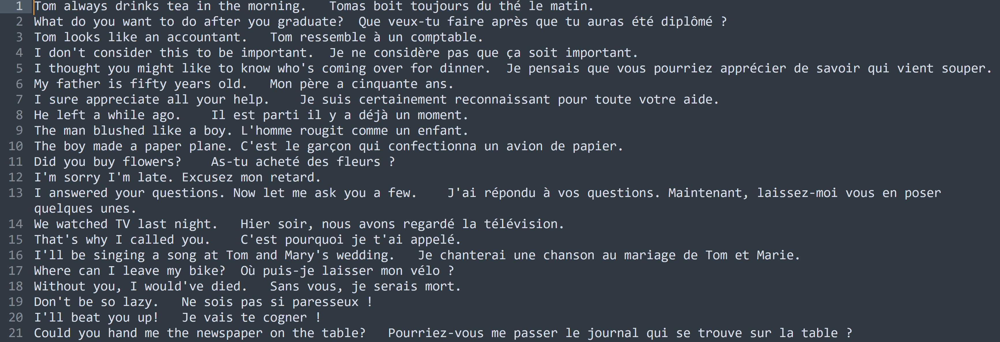 1 Tom always drinks tea in the morning.	Tomas boit toujours du thé le matin.
2 What do you want to do after you graduate?	Que veux-tu faire après que tu auras été diplômé ?
3 Tom looks like an accountant.	Tom ressemble à un comptable.
4 I don't consider this to be important.	Je ne considère pas que ça soit important.
5 I thought you might like to know who's coming over for dinner.	Je pensais que vous pourriez apprécier de savoir qui vient souper.
6 My father is fifty years old.	Mon père a cinquante ans.
7 I sure appreciate all your help.	Je suis certainement reconnaissant pour toute votre aide.
8 He left a while ago.	Il est parti il y a déjà un moment.
9 The man blushed like a boy.	L'homme rougit comme un enfant.
10 The boy made a paper plane.	C'est le garçon qui confectionna un avion de papier.
11 Did you buy flowers?	As-tu acheté des fleurs ?
12 I'm sorry I'm late.	Excusez mon retard.
13 I answered your questions. Now let me ask you a few.	J'ai répondu à vos questions. Maintenant, laissez-moi vous en poser
quelques unes.
14 We watched TV last night.	Hier soir, nous avons regardé la télévision.
15 That's why I called you.	C'est pourquoi je t'ai appelé.
16 I'll be singing a song at Tom and Mary's wedding.	Je chanterai une chanson au mariage de Tom et Marie.
17 Where can I leave my bike?	Où puis-je laisser mon vélo ?
18 Without you, I would've died.	Sans vous, je serais mort.
19 Don't be so lazy.	Ne sois pas si paresseux !
20 I'll beat you up!	Je vais te cogner !
21 Could you hand me the newspaper on the table?	Pourriez-vous me passer le journal qui se trouve sur la table ?